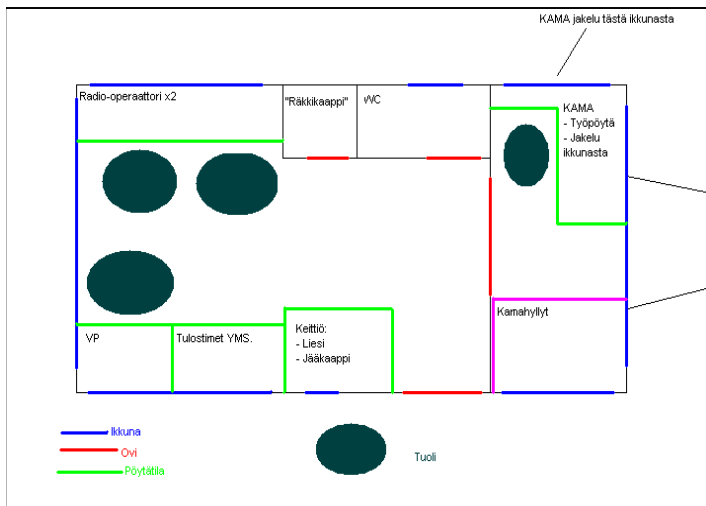 KAMA jakelu tästä ikkunasta
Radio-operaattori x2
"Räkkikaappi"
WC
KAMA
- Työpöytä
- Jakelu
ikkunasta
VP
Tulostimet YMS.
Keittiö:
- Liesi
- Jääkaappi
Kamahyllyt
Ikkuna
Ovi
Pöytätila
Tuoli